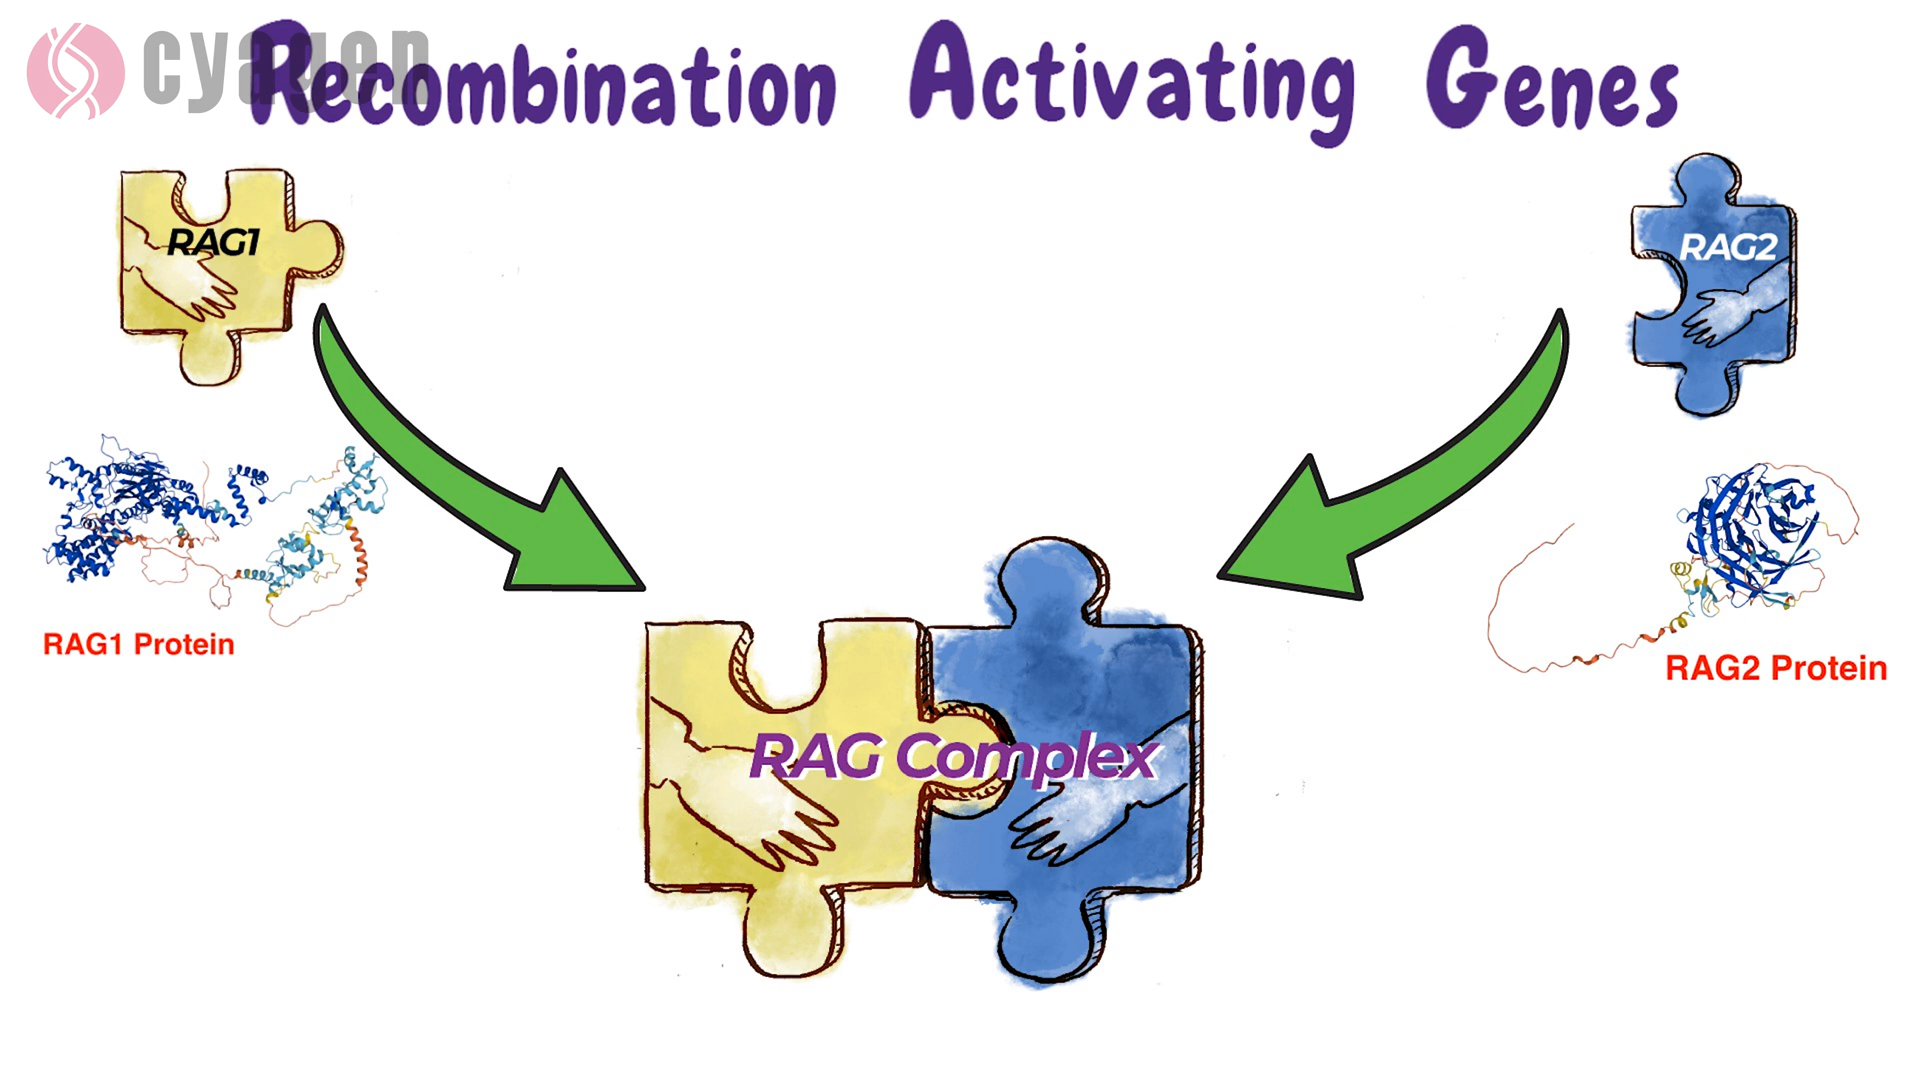 cyagen
Recombination Activating Genes
RAG1
RAG2
RAG1 Protein
RAG2 Protein
RAG Complex